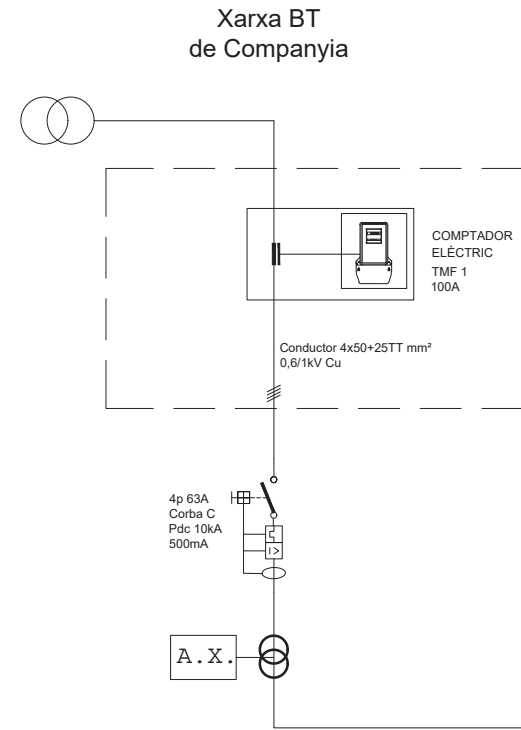 Xarxa BT
de Companyia
COMPTADOR
ELÈCTRIC
TMF 1
100A
Conductor 4x50+25TT mm²
0,6/1kV Cu
4p 63A
Corba C
Pdc 10kA
500mA
I>
A.X.